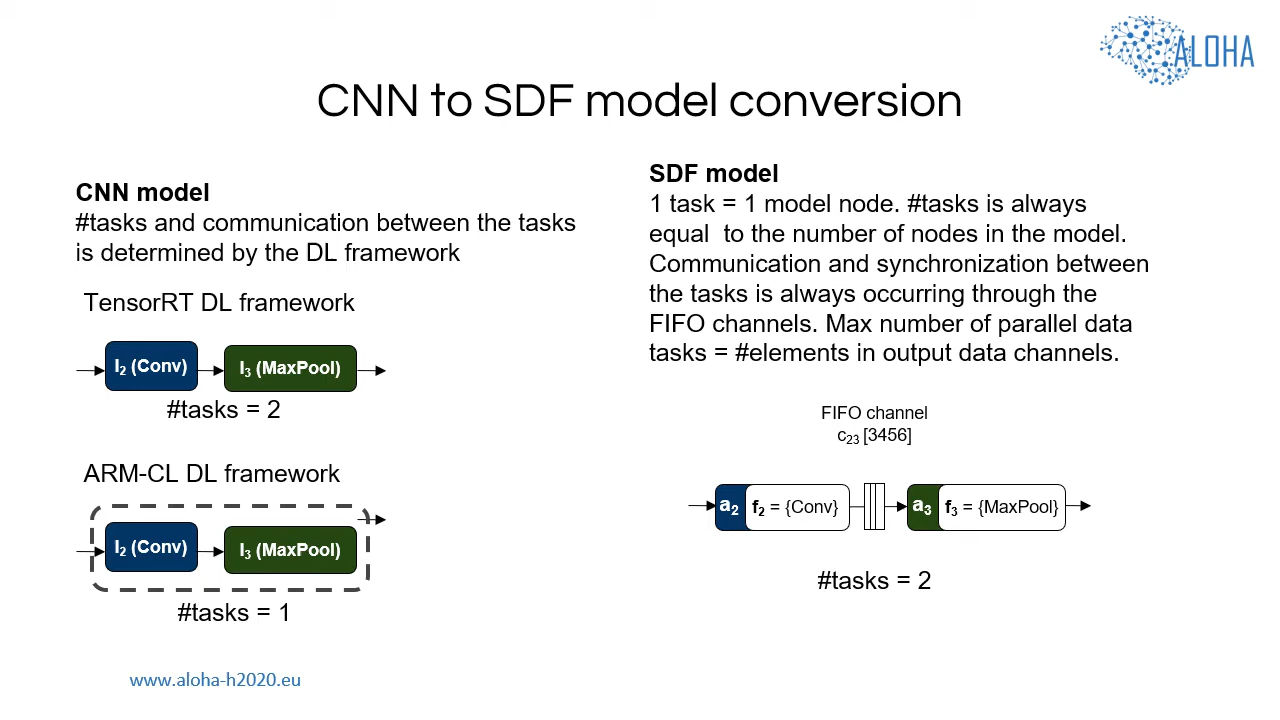 ALOHA
CNN to SDF model conversion
CNN model
#tasks and communication between the tasks
is determined by the DL framework
TensorRT DL framework
l₂ (Conv)
l₃ (MaxPool)
#tasks = 2
ARM-CL DL framework
l₂ (Conv)
l₃ (MaxPool)
#tasks = 1
SDF model
1 task = 1 model node. #tasks is always
equal  to the number of nodes in the model.
Communication and synchronization between
the tasks is always occurring through the
FIFO channels. Max number of parallel data
tasks = #elements in output data channels.
FIFO channel
c₂₃ [3456]
a₂ f₂ = {Conv}
a₃ f₃ = {MaxPool}
#tasks = 2
www.aloha-h2020.eu